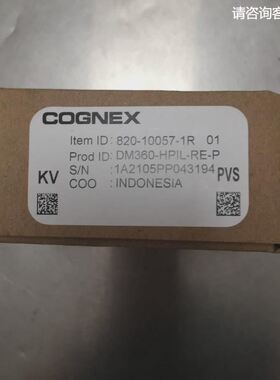 请咨询客服
COGNEX
Item ID : 820-10057-1R 01
Prod ID: DM360-HPIL-RE-P
S/N : 1A2105PP043194
COO : INDONESIA
KV
PVS